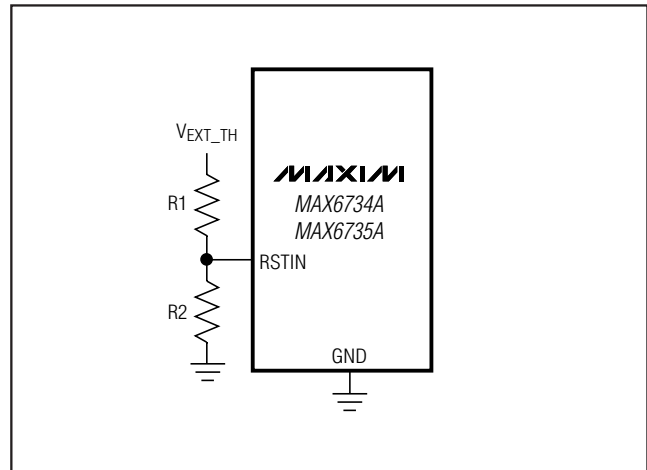 VEXT_TH
R1
MAXIM
MAX6734A
MAX6735A
RSTIN
R2
GND